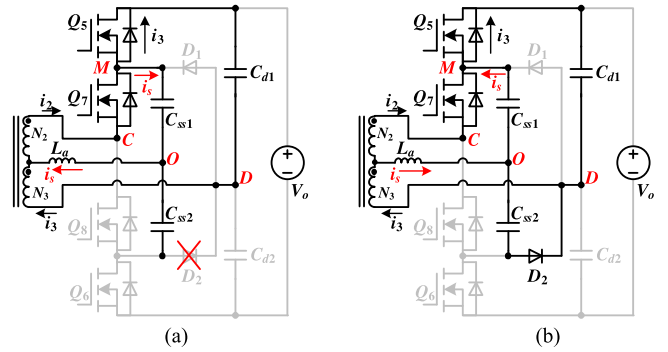 Q5
i3
D1
M
is
Cd1
Q7
Css1
i2
N2
C
La
O
is
N3
D
i3
Vo
Css2
Q8
D2
Cd2
Q6
(a)
Q5
i3
D1
M
is
Cd1
Q7
Css1
i2
N2
C
La
O
is
N3
D
i3
Vo
Css2
Q8
D2
Cd2
Q6
(b)